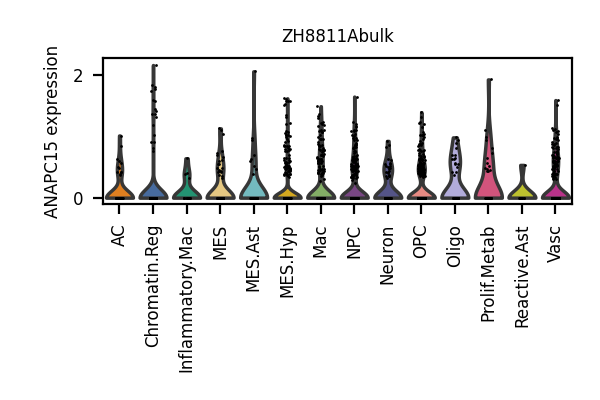 ZH8811Abulk
ANAPC15 expression
2
0
AC
Chromatin.Reg
Inflammatory.Mac
MES
MES.Ast
MES.Hyp
Mac
NPC
Neuron
OPC
Oligo
Prolif.Metab
Reactive.Ast
Vasc